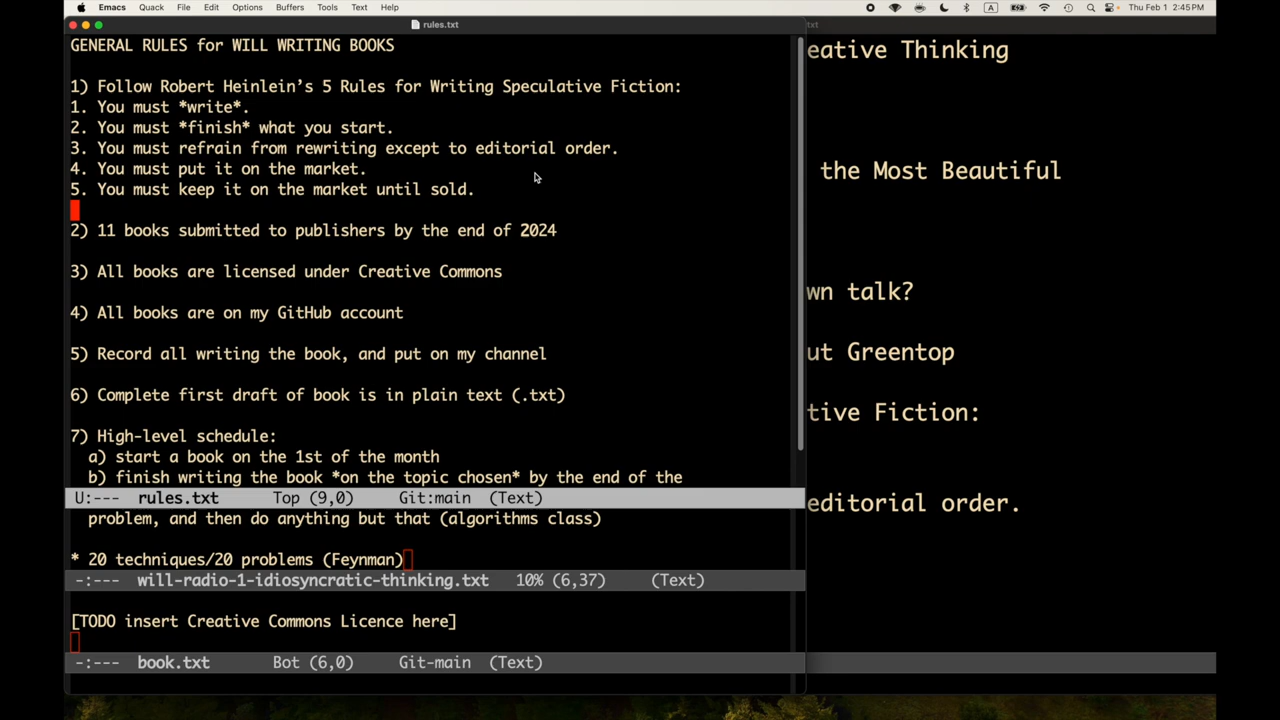 Emacs Quack File Edit Options Buffers Tools Text Help
A
Thu Feb 1 2:45 PM
rules.txt
txt
GENERAL RULES for WILL WRITING BOOKS
1) Follow Robert Heinlein’s 5 Rules for Writing Speculative Fiction:
1. You must *write*.
2. You must *finish* what you start.
3. You must refrain from rewriting except to editorial order.
4. You must put it on the market.
5. You must keep it on the market until sold.
2) 11 books submitted to publishers by the end of 2024
3) All books are licensed under Creative Commons
4) All books are on my GitHub account
5) Record all writing the book, and put on my channel
6) Complete first draft of book is in plain text (.txt)
7) High-level schedule:
a) start a book on the 1st of the month
b) finish writing the book *on the topic chosen* by the end of the
U:--- rules.txt Top (9,0) Git:main (Text)
problem, and then do anything but that (algorithms class)
* 20 techniques/20 problems (Feynman)
-:--- will-radio-1-idiosyncratic-thinking.txt 10% (6,37) (Text)
[TODO insert Creative Commons Licence here]
-:--- book.txt Bot (6,0) Git-main (Text)
eative Thinking
the Most Beautiful
wn talk?
ut Greentop
tive Fiction:
editorial order.